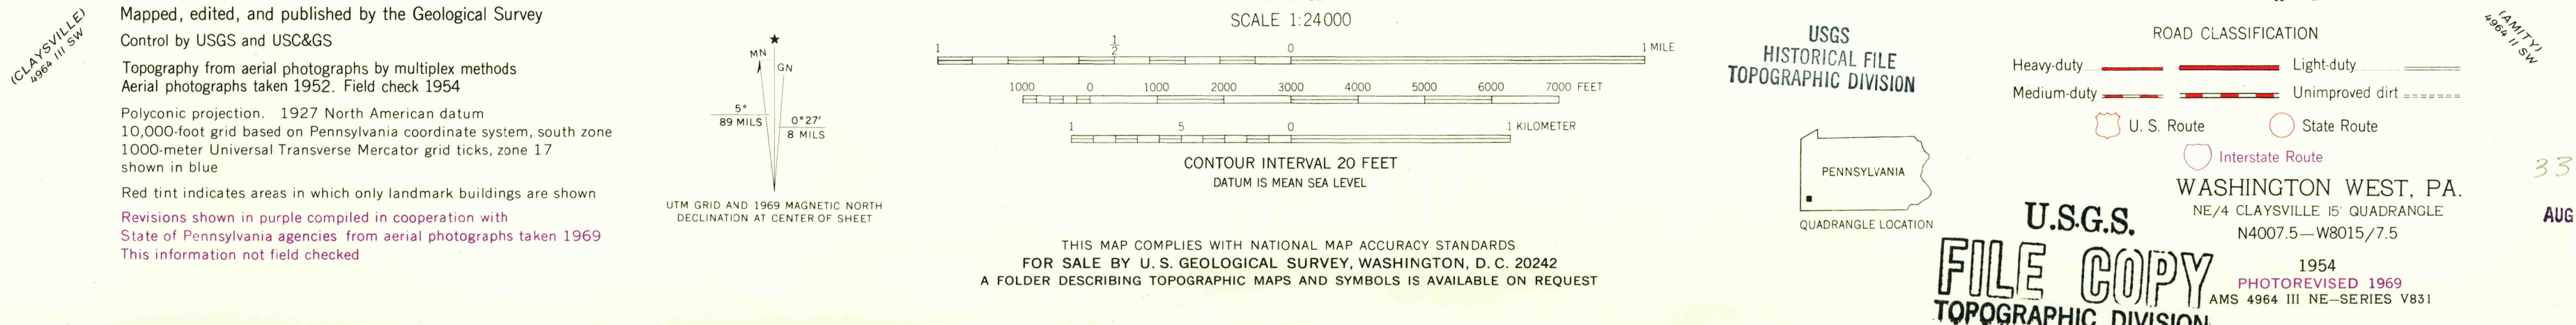 (CLAYSVILLE)
4964 III SW
Mapped, edited, and published by the Geological Survey
Control by USGS and USC&GS
Topography from aerial photographs by multiplex methods
Aerial photographs taken 1952. Field check 1954
Polyconic projection. 1927 North American datum
10,000-foot grid based on Pennsylvania coordinate system, south zone
1000-meter Universal Transverse Mercator grid ticks, zone 17
shown in blue
Red tint indicates areas in which only landmark buildings are shown
Revisions shown in purple compiled in cooperation with
State of Pennsylvania agencies from aerial photographs taken 1969
This information not field checked
MN
GN
5°
89 MILS
0°27'
8 MILS
UTM GRID AND 1969 MAGNETIC NORTH
DECLINATION AT CENTER OF SHEET
SCALE 1:24000
1 ½ 0 1 MILE
1000 0 1000 2000 3000 4000 5000 6000 7000 FEET
1 5 0 1 KILOMETER
CONTOUR INTERVAL 20 FEET
DATUM IS MEAN SEA LEVEL
THIS MAP COMPLIES WITH NATIONAL MAP ACCURACY STANDARDS
FOR SALE BY U. S. GEOLOGICAL SURVEY, WASHINGTON, D. C. 20242
A FOLDER DESCRIBING TOPOGRAPHIC MAPS AND SYMBOLS IS AVAILABLE ON REQUEST
USGS
HISTORICAL FILE
TOPOGRAPHIC DIVISION
PENNSYLVANIA
QUADRANGLE LOCATION
ROAD CLASSIFICATION
Heavy-duty Light-duty
Medium-duty Unimproved dirt
U. S. Route State Route
Interstate Route
(AMITY)
4964 II SW
WASHINGTON WEST, PA.
NE/4 CLAYSVILLE 15' QUADRANGLE
N4007.5—W8015/7.5
1954
PHOTOREVISED 1969
AMS 4964 III NE—SERIES V831
U.S.G.S.
FILE COPY
TOPOGRAPHIC DIVISION
33
AUG